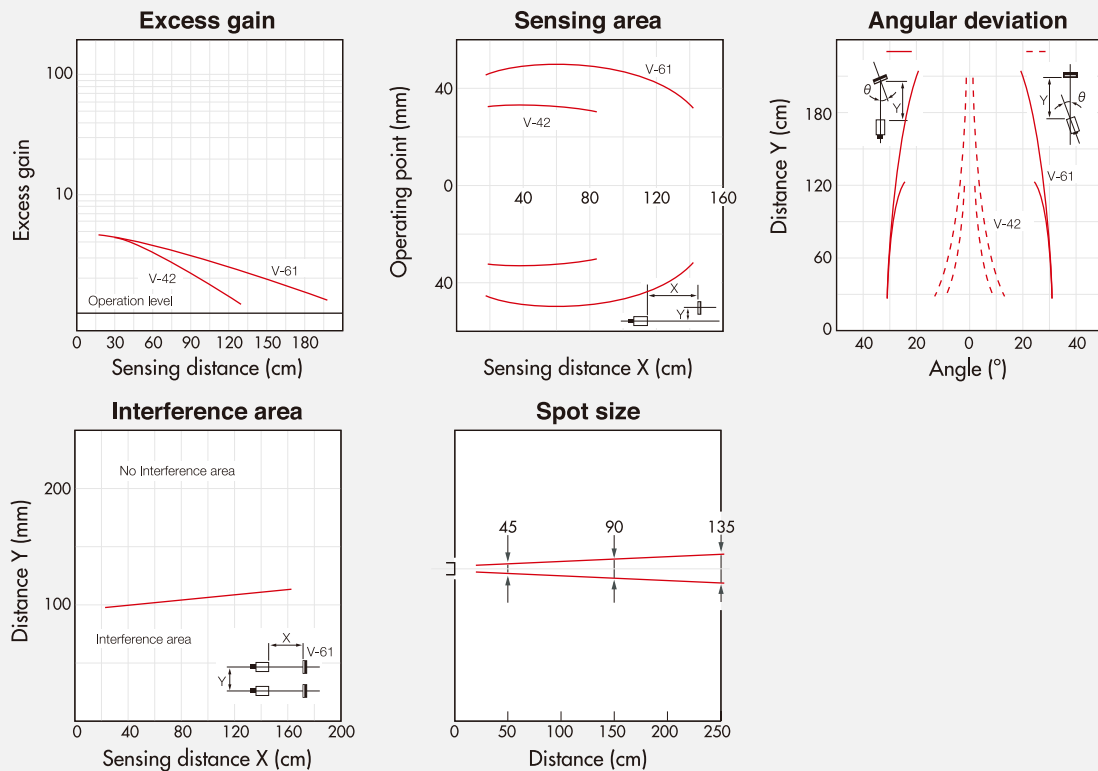 Excess gain
Excess gain
100
10
V-42
V-61
Operation level
0 30 60 90 120 150 180
Sensing distance (cm)
Sensing area
Operating point (mm)
40
0
40
V-61
V-42
40 80 120 160
X
Y
Sensing distance X (cm)
Angular deviation
Distance Y (cm)
180
120
60
0
θ
Y
Y
θ
V-61
V-42
40 20 0 20 40
Angle (°)
Interference area
Distance Y (mm)
200
100
No Interference area
Interference area
X
V-61
Y
0 40 80 120 160 200
Sensing distance X (cm)
Spot size
45 90 135
0 50 100 150 200 250
Distance (cm)